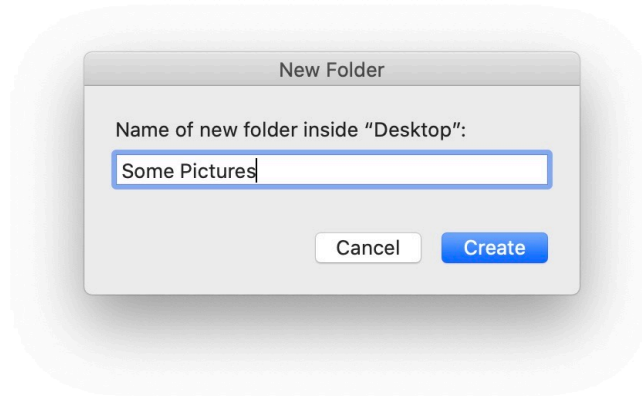 New Folder
Name of new folder inside “Desktop”:
Some Pictures
Cancel
Create